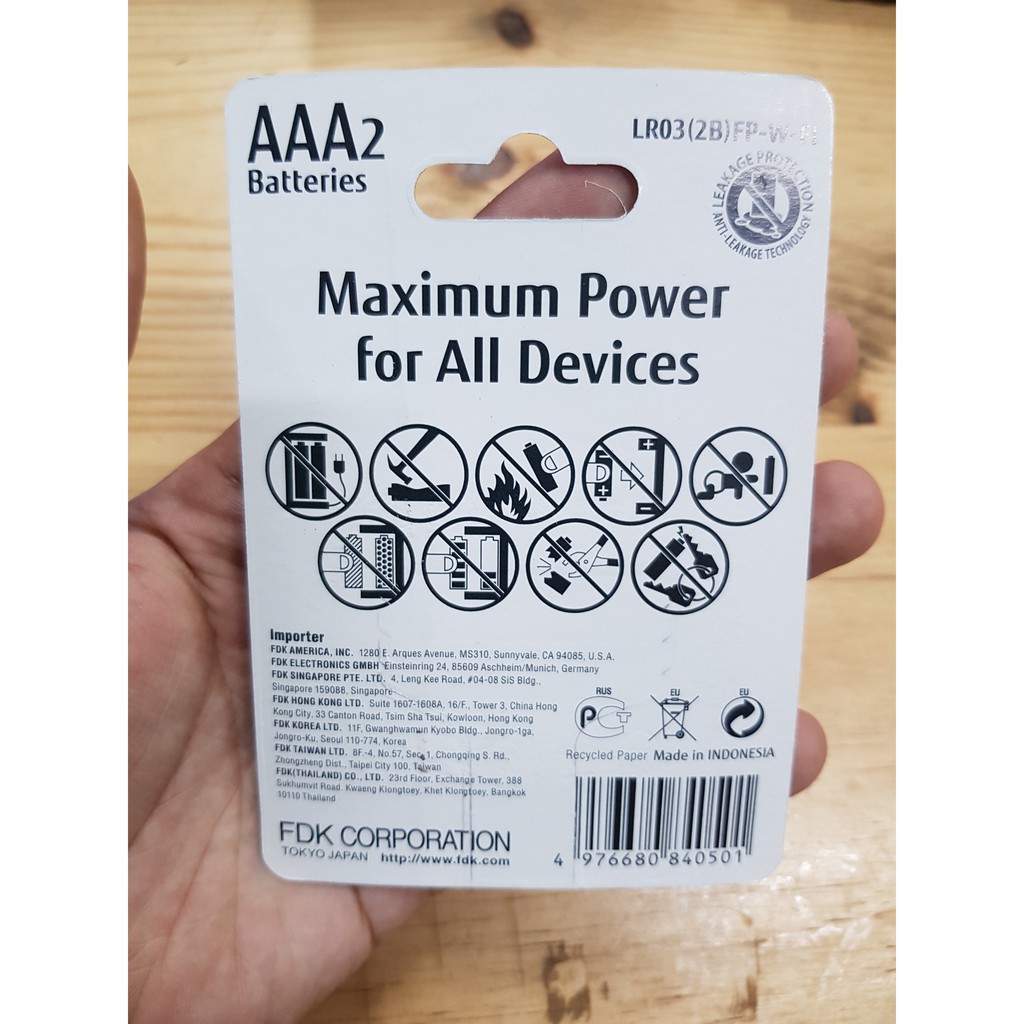 AAA2
Batteries
LR03(2B)FP-W-FI
LEAKAGE PROTECTION
ANTI-LEAKAGE TECHNOLOGY
Maximum Power
for All Devices
Importer
FDK AMERICA, INC. 1280 E. Arques Avenue, MS310, Sunnyvale, CA 94085, U.S.A.
FDK ELECTRONICS GMBH Einsteinring 24, 85609 Aschheim/Munich, Germany
FDK SINGAPORE PTE. LTD. 4, Leng Kee Road, #04-08 SiS Bldg.,
Singapore 159088, Singapore
FDK HONG KONG LTD. Suite 1607-1608A, 16/F., Tower 3, China Hong
Kong City, 33 Canton Road, Tsim Sha Tsui, Kowloon, Hong Kong
FDK KOREA LTD. 11F, Gwanghwamun Kyobo Bldg., Jongro-1ga,
Jongro-Ku, Seoul 110-774, Korea
FDK TAIWAN LTD. 8F.-4, No.57, Sec.1, Chongqing S. Rd.,
Zhongzheng Dist., Taipei City 100, Taiwan
FDK(THAILAND) CO., LTD. 23rd Floor, Exchange Tower, 388
Sukhumvit Road. Kwaeng Klongtoey, Khet Klongtoey, Bangkok
10110 Thailand
RUS EU EU
Recycled Paper Made in INDONESIA
FDK CORPORATION
TOKYO JAPAN http://www.fdk.com
4 976680 840501